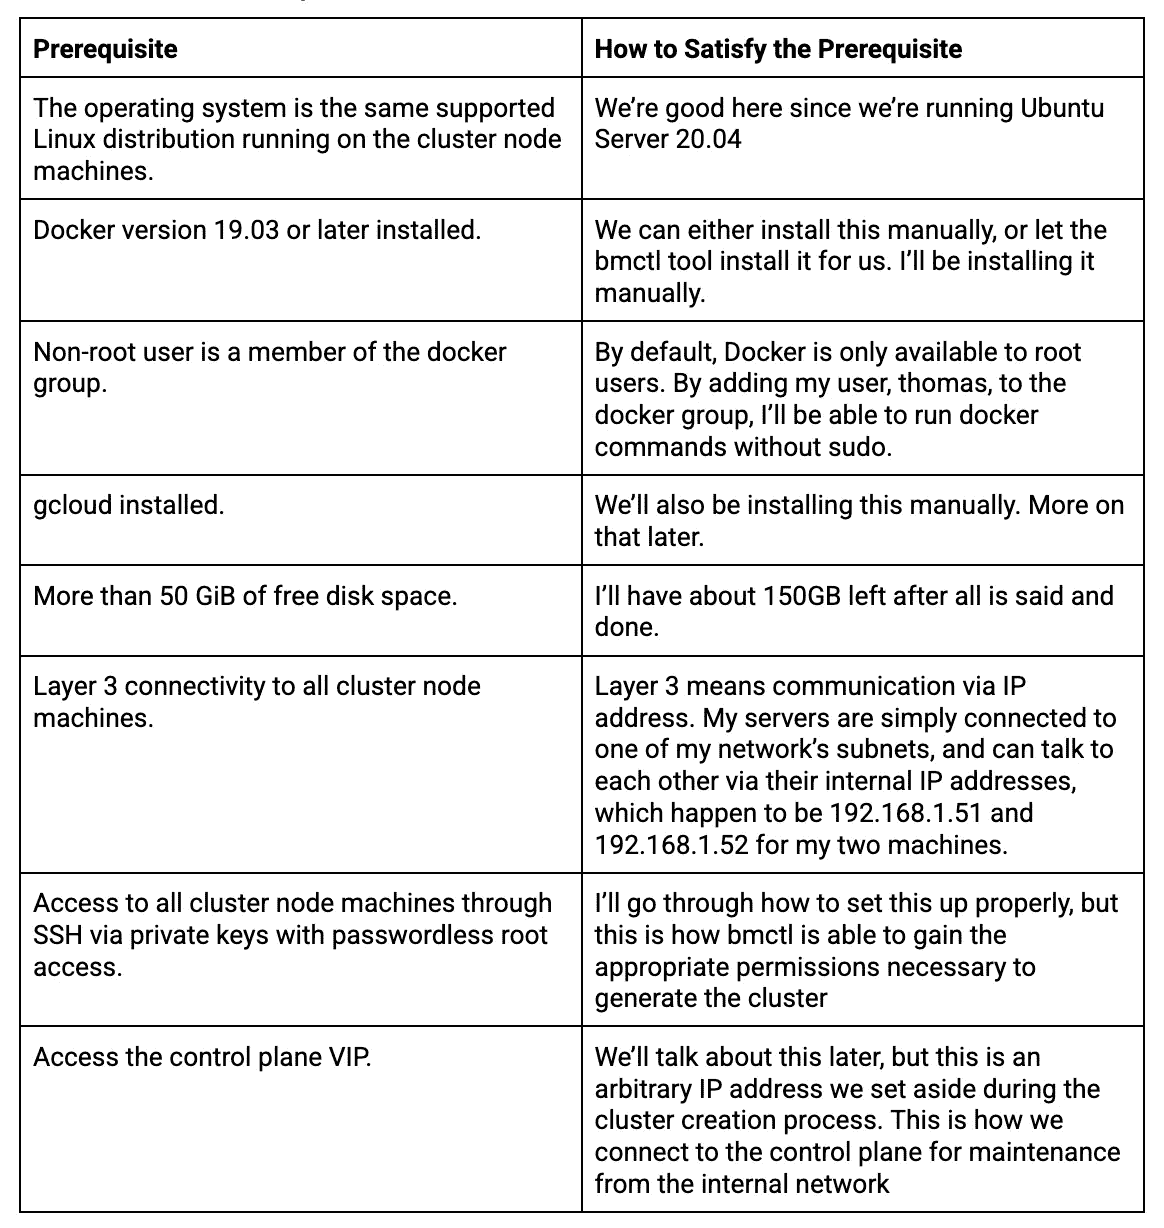 Prerequisite
How to Satisfy the Prerequisite
The operating system is the same supported
Linux distribution running on the cluster node
machines.
We’re good here since we’re running Ubuntu
Server 20.04
Docker version 19.03 or later installed.
We can either install this manually, or let the
bmctl tool install it for us. I’ll be installing it
manually.
Non-root user is a member of the docker
group.
By default, Docker is only available to root
users. By adding my user, thomas, to the
docker group, I’ll be able to run docker
commands without sudo.
gcloud installed.
We’ll also be installing this manually. More on
that later.
More than 50 GiB of free disk space.
I’ll have about 150GB left after all is said and
done.
Layer 3 connectivity to all cluster node
machines.
Layer 3 means communication via IP
address. My servers are simply connected to
one of my network’s subnets, and can talk to
each other via their internal IP addresses,
which happen to be 192.168.1.51 and
192.168.1.52 for my two machines.
Access to all cluster node machines through
SSH via private keys with passwordless root
access.
I’ll go through how to set this up properly, but
this is how bmctl is able to gain the
appropriate permissions necessary to
generate the cluster
Access the control plane VIP.
We’ll talk about this later, but this is an
arbitrary IP address we set aside during the
cluster creation process. This is how we
connect to the control plane for maintenance
from the internal network